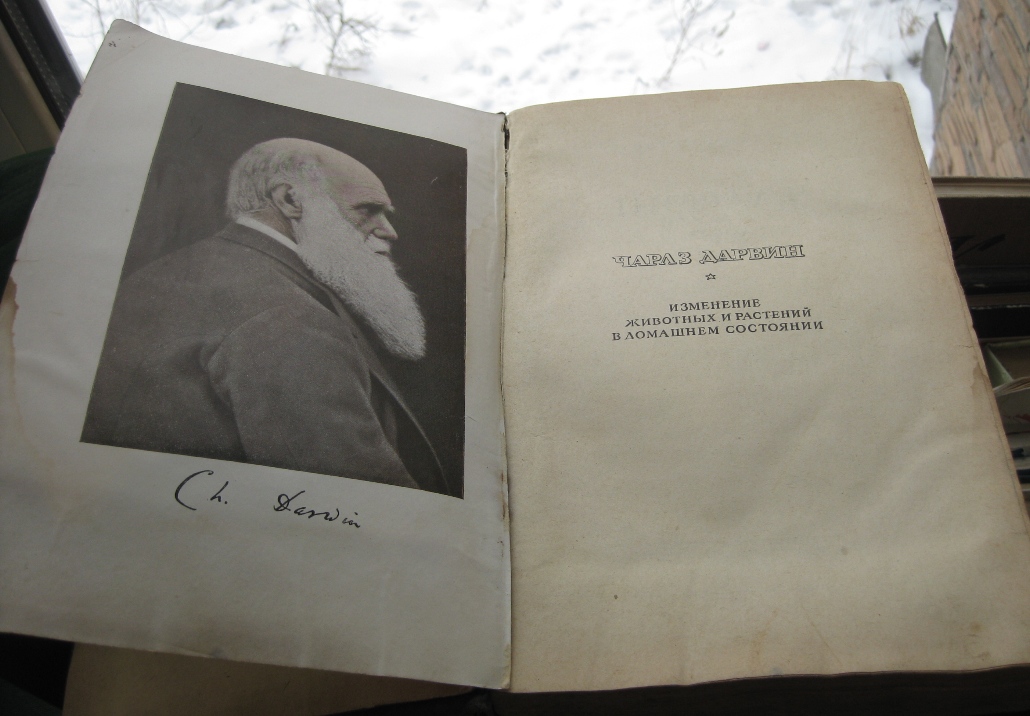 Ch. Darwin
ЧАРЛЗ ДАРВИН
ИЗМЕНЕНИЕ
ЖИВОТНЫХ И РАСТЕНИЙ
В ДОМАШНЕМ СОСТОЯНИИ